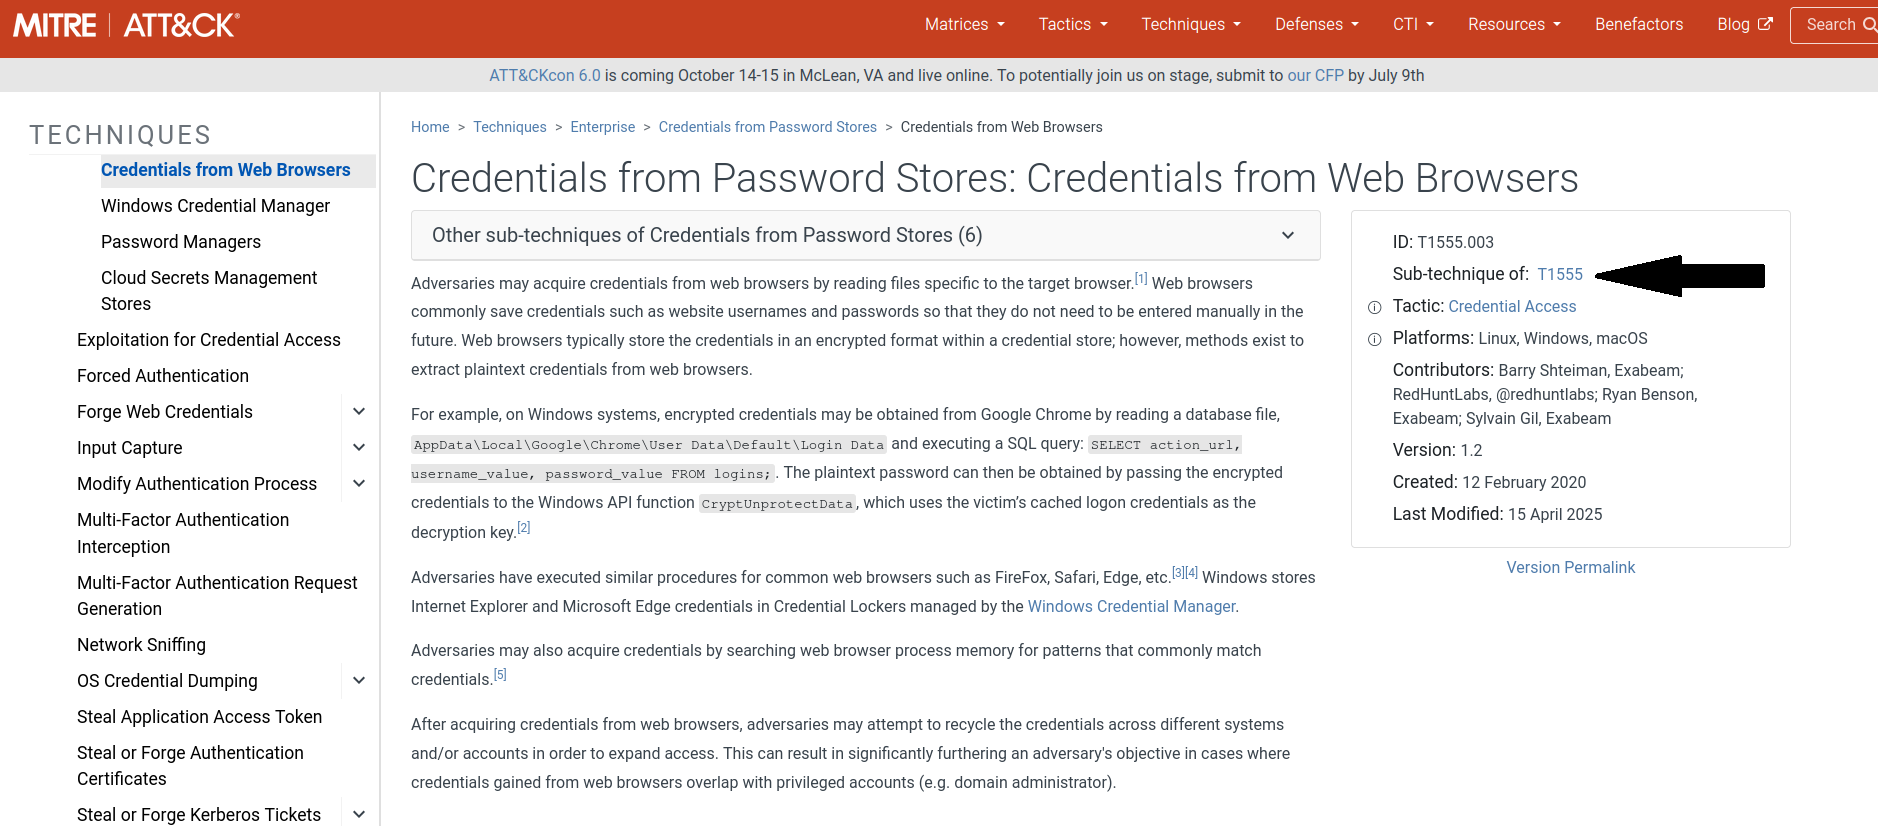 MITRE | ATT&CK®
Matrices Tactics Techniques Defenses CTI Resources Benefactors Blog Search
ATT&CKcon 6.0 is coming October 14-15 in McLean, VA and live online. To potentially join us on stage, submit to our CFP by July 9th
TECHNIQUES
Credentials from Web Browsers
Windows Credential Manager
Password Managers
Cloud Secrets Management
Stores
Exploitation for Credential Access
Forced Authentication
Forge Web Credentials
Input Capture
Modify Authentication Process
Multi-Factor Authentication
Interception
Multi-Factor Authentication Request
Generation
Network Sniffing
OS Credential Dumping
Steal Application Access Token
Steal or Forge Authentication
Certificates
Steal or Forge Kerberos Tickets
Home > Techniques > Enterprise > Credentials from Password Stores > Credentials from Web Browsers
Credentials from Password Stores: Credentials from Web Browsers
Other sub-techniques of Credentials from Password Stores (6)
Adversaries may acquire credentials from web browsers by reading files specific to the target browser.[1] Web browsers
commonly save credentials such as website usernames and passwords so that they do not need to be entered manually in the
future. Web browsers typically store the credentials in an encrypted format within a credential store; however, methods exist to
extract plaintext credentials from web browsers.
For example, on Windows systems, encrypted credentials may be obtained from Google Chrome by reading a database file,
AppData\Local\Google\Chrome\User Data\Default\Login Data and executing a SQL query: SELECT action_url,
username_value, password_value FROM logins;. The plaintext password can then be obtained by passing the encrypted
credentials to the Windows API function CryptUnprotectData, which uses the victim's cached logon credentials as the
decryption key.[2]
Adversaries have executed similar procedures for common web browsers such as FireFox, Safari, Edge, etc.[3][4] Windows stores
Internet Explorer and Microsoft Edge credentials in Credential Lockers managed by the Windows Credential Manager.
Adversaries may also acquire credentials by searching web browser process memory for patterns that commonly match
credentials.[5]
After acquiring credentials from web browsers, adversaries may attempt to recycle the credentials across different systems
and/or accounts in order to expand access. This can result in significantly furthering an adversary's objective in cases where
credentials gained from web browsers overlap with privileged accounts (e.g. domain administrator).
ID: T1555.003
Sub-technique of: T1555
Tactic: Credential Access
Platforms: Linux, Windows, macOS
Contributors: Barry Shteiman, Exabeam;
RedHuntLabs, @redhuntlabs; Ryan Benson,
Exabeam; Sylvain Gil, Exabeam
Version: 1.2
Created: 12 February 2020
Last Modified: 15 April 2025
Version Permalink